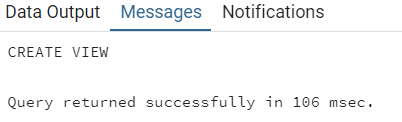 Data Output Messages Notifications
CREATE VIEW
Query returned successfully in 106 msec.